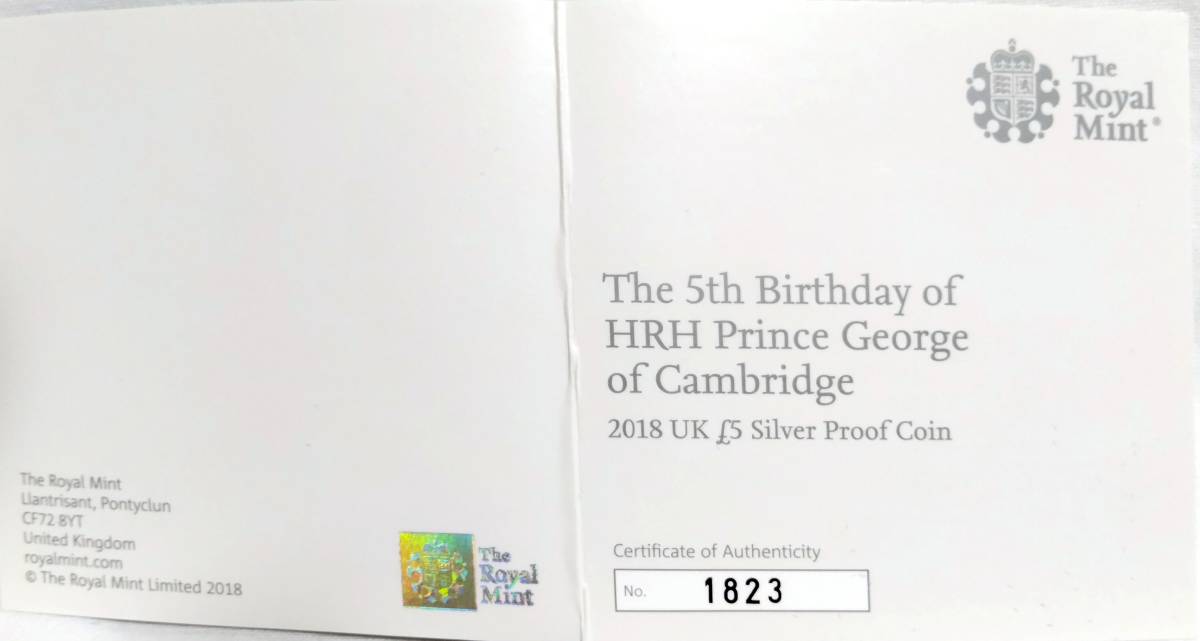 The Royal Mint
Llantrisant, Pontyclun
CF72 8YT
United Kingdom
royalmint.com
© The Royal Mint Limited 2018
The
Royal
Mint
The
Royal
Mint®
The 5th Birthday of
HRH Prince George
of Cambridge
2018 UK £5 Silver Proof Coin
Certificate of Authenticity
No. 1823